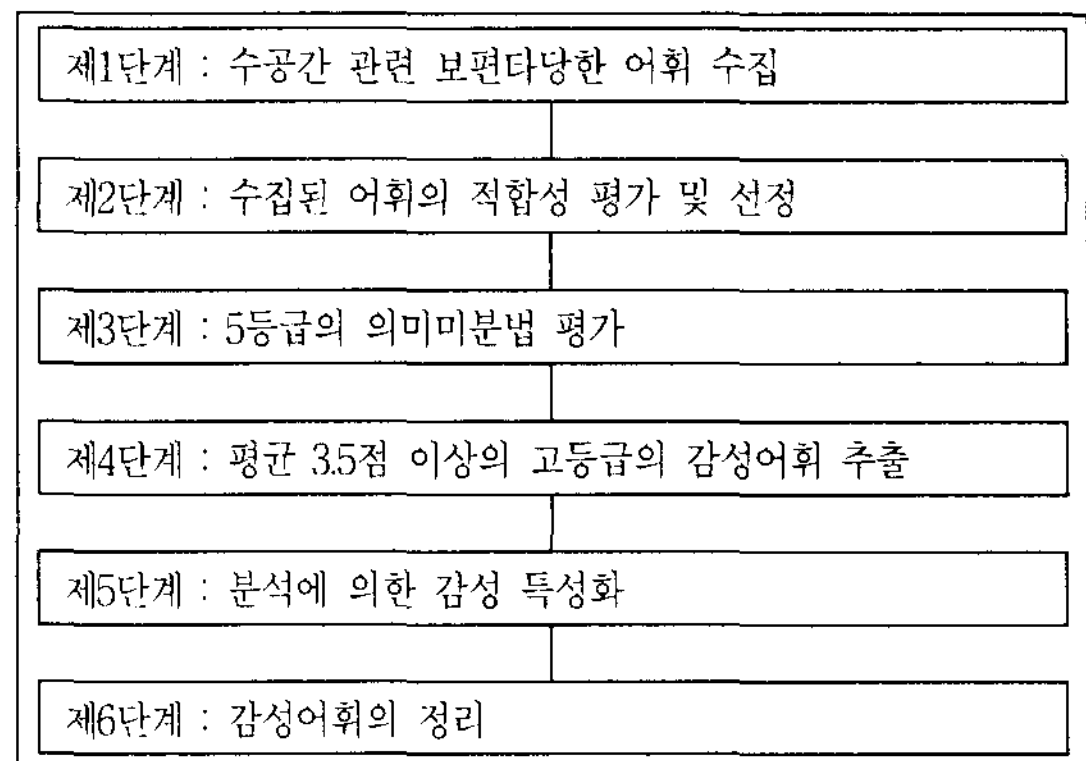 제1단계 : 수공간 관련 보편타당한 어휘 수집
제2단계 : 수집된 어휘의 적합성 평가 및 선정
제3단계 : 5등급의 의미미분법 평가
제4단계 : 평균 3.5점 이상의 고등급의 감성어휘 추출
제5단계 : 분석에 의한 감성 특성화
제6단계 : 감성어휘의 정리